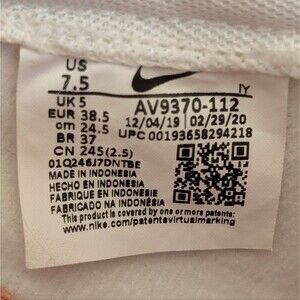 US
7.5
IY
UK 5
EUR 38.5
cm 24.5
BR 37
CN 245(2.5)
AV9370-112
12/04/19 02/29/20
UPC 00193658294218
01Q246J7DNTBE
MADE IN INDONESIA
HECHO EN INDONESIA
FABRIQUE EN INDONESIE
FABRICADO NA INDONÉSIA
This product is covered by one or more patents:
www.nike.com/patentsvirtualmarking